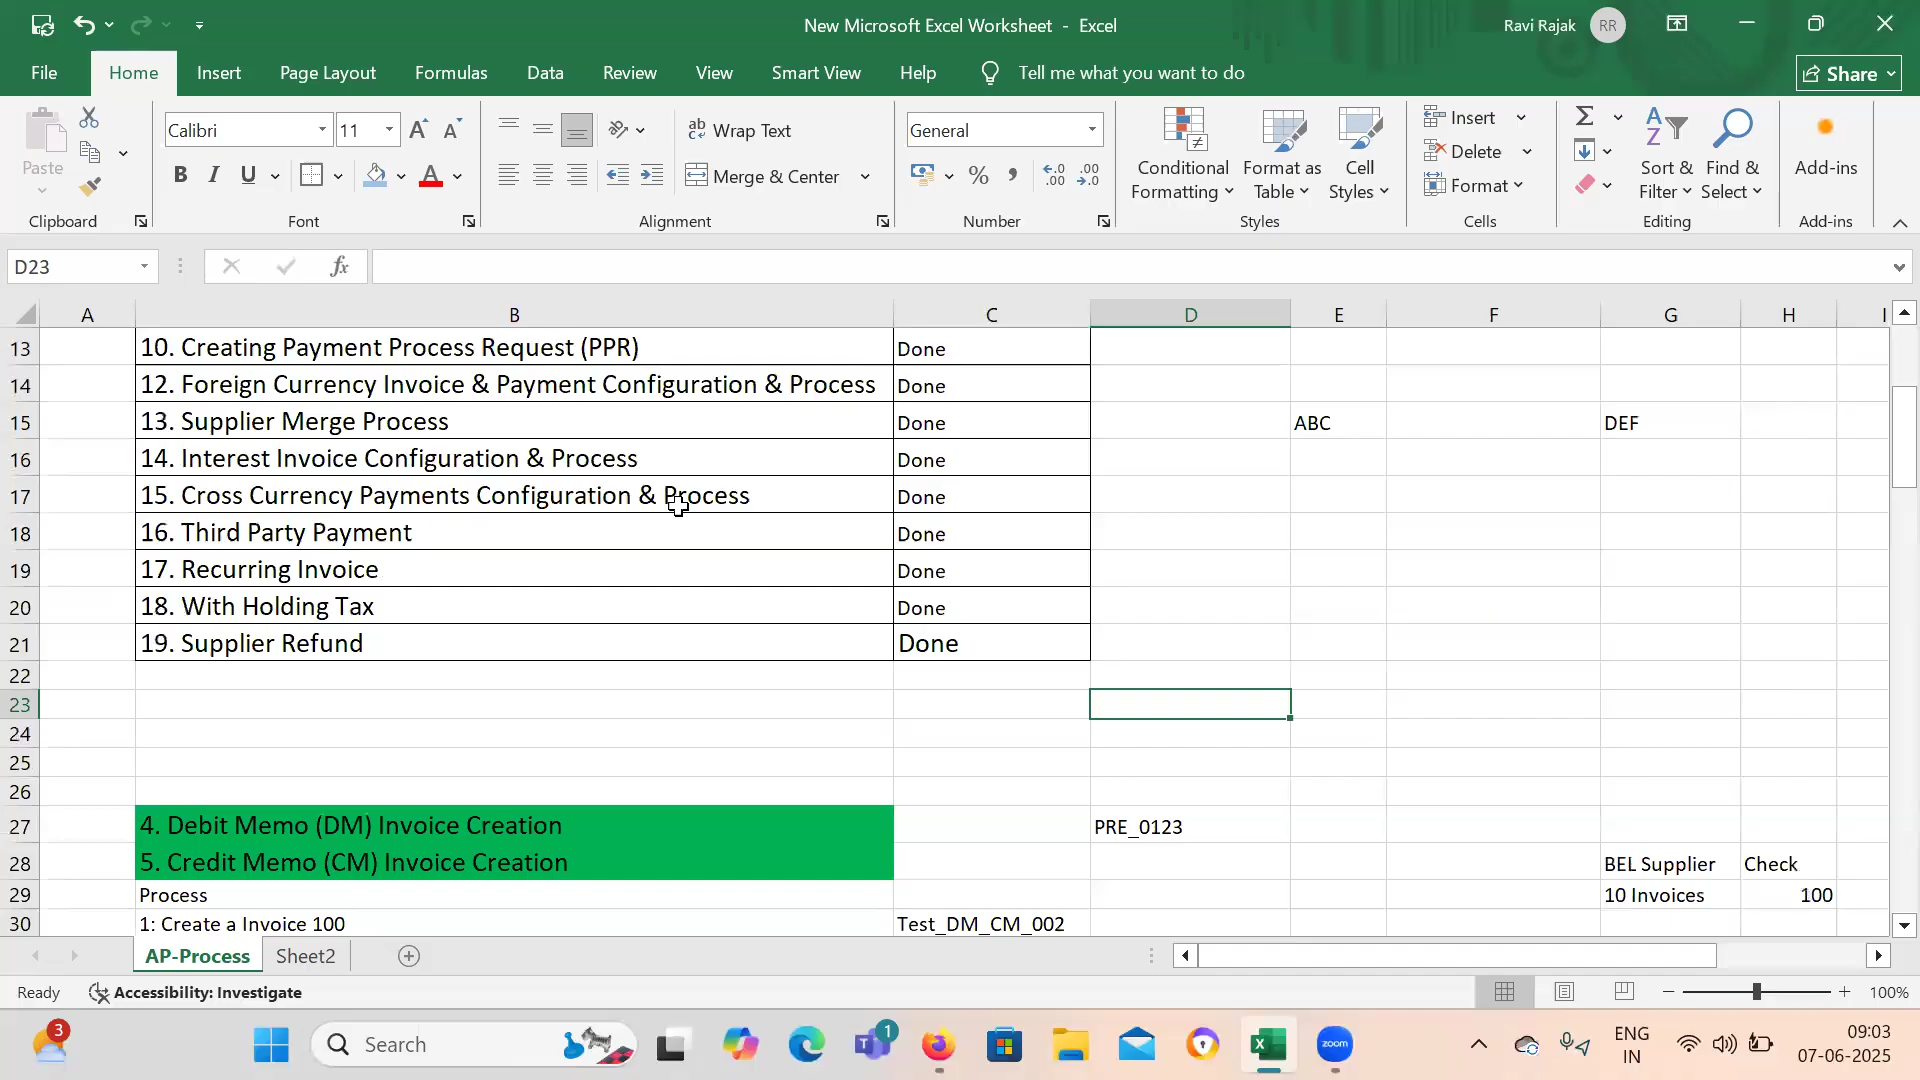 New Microsoft Excel Worksheet - Excel
Ravi Rajak RR
File Home Insert Page Layout Formulas Data Review View Smart View Help Tell me what you want to do Share
Paste
Clipboard
Calibri 11
B I U
Font
Wrap Text
Merge & Center
Alignment
General
% , .00
Number
Conditional Formatting
Format as Table
Cell Styles
Styles
Insert
Delete
Format
Cells
Sort & Filter
Find & Select
Editing
Add-ins
Add-ins
D23 fx
A B C D E F G H I
13 10. Creating Payment Process Request (PPR) Done
14 12. Foreign Currency Invoice & Payment Configuration & Process Done
15 13. Supplier Merge Process Done ABC DEF
16 14. Interest Invoice Configuration & Process Done
17 15. Cross Currency Payments Configuration & Process Done
18 16. Third Party Payment Done
19 17. Recurring Invoice Done
20 18. With Holding Tax Done
21 19. Supplier Refund Done
22
23
24
25
26
27 4. Debit Memo (DM) Invoice Creation PRE_0123
28 5. Credit Memo (CM) Invoice Creation BEL Supplier Check
29 Process 10 Invoices 100
30 1: Create a Invoice 100 Test_DM_CM_002
AP-Process Sheet2
Ready Accessibility: Investigate 100%
3 Search 1 zoom ENG IN 09:03 07-06-2025